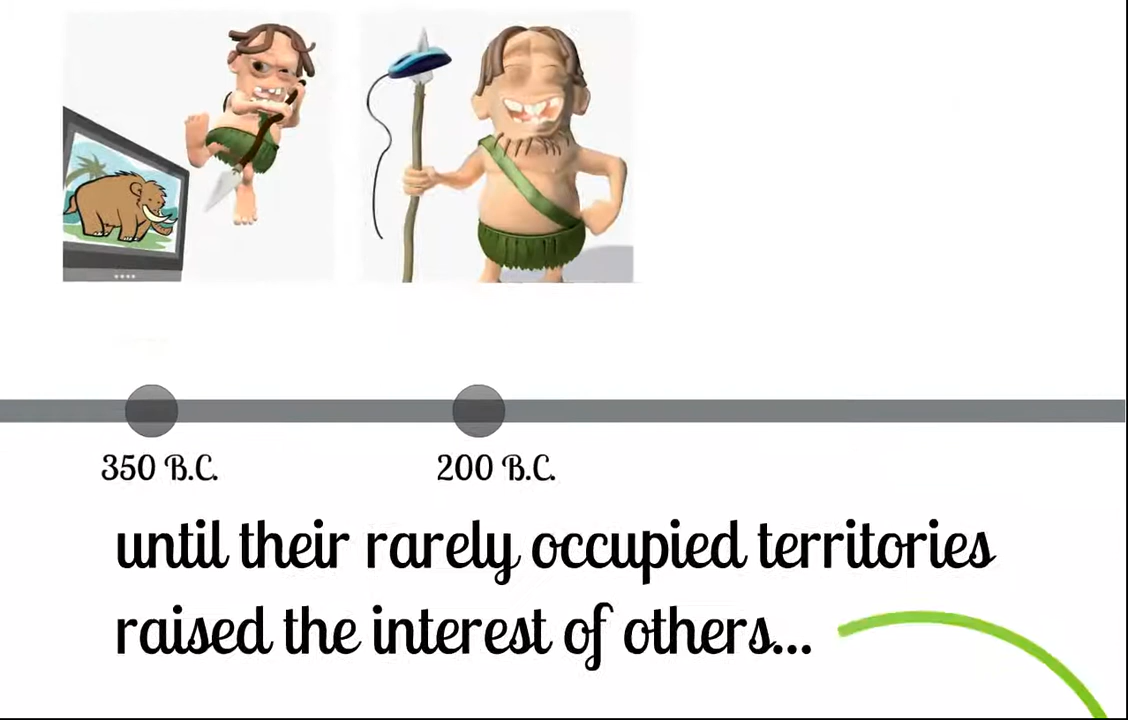 350 B.C.
200 B.C.
until their rarely occupied territories
raised the interest of others...